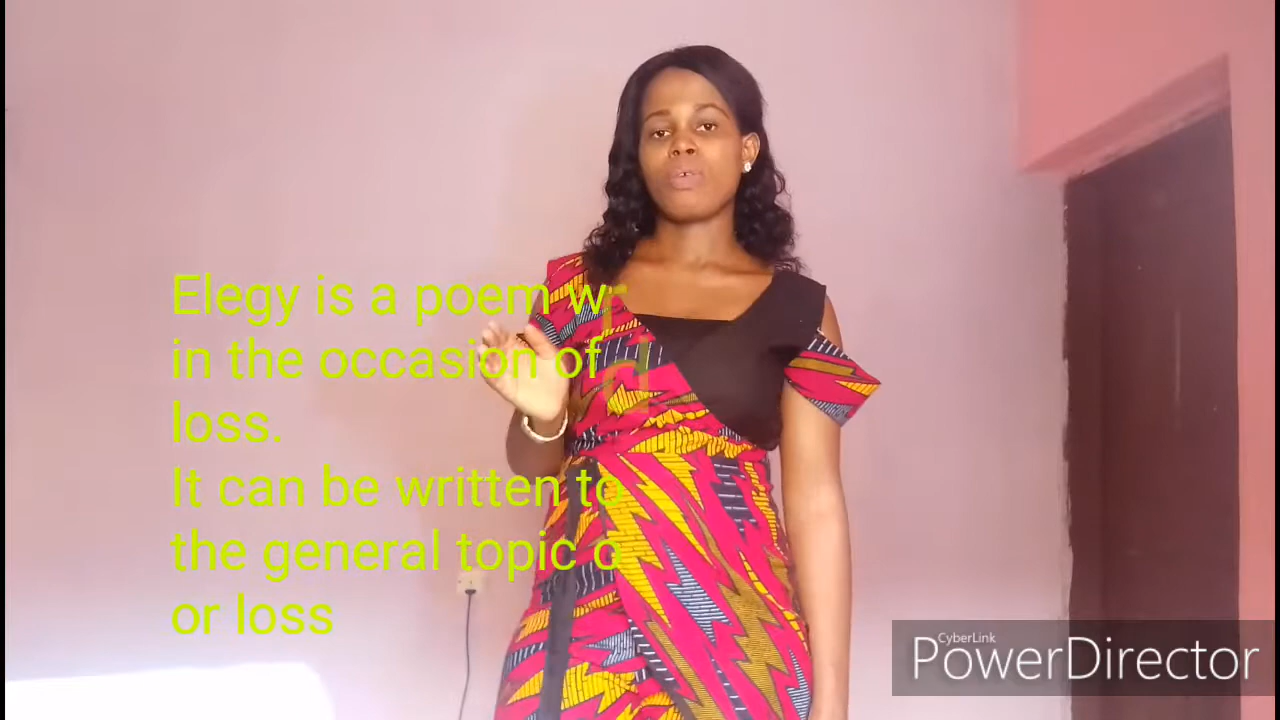 Elegy is a poem
in the occasion of
loss.
It can be written to
the general topic o
or loss
CyberLink
PowerDirector